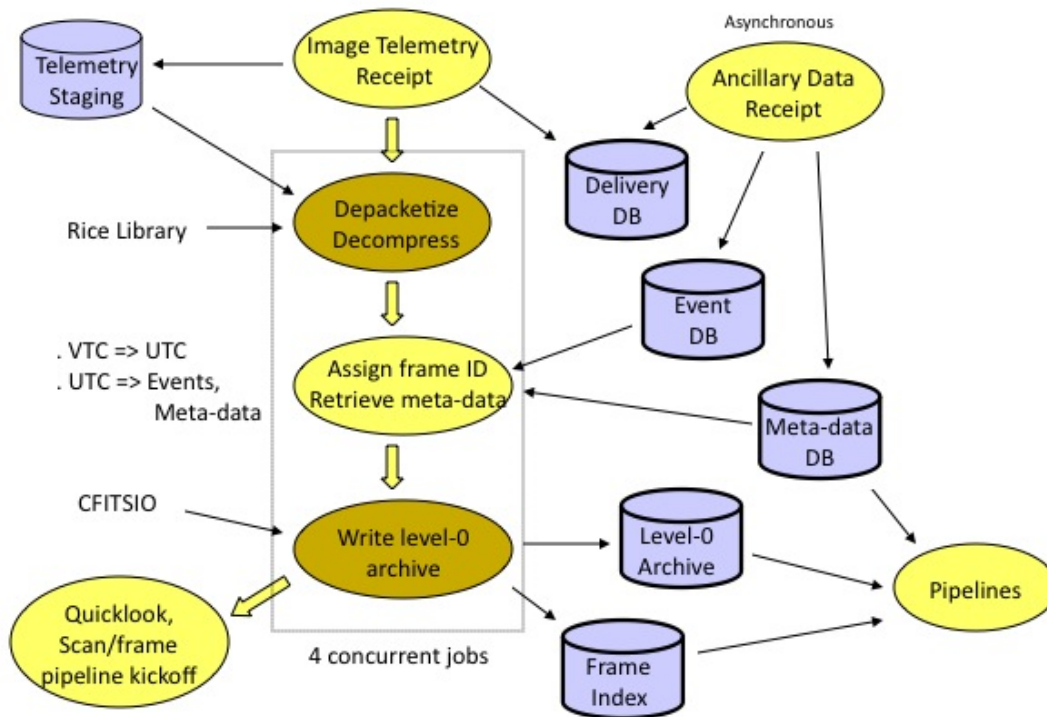 Asynchronous
Image Telemetry
Receipt
Telemetry
Staging
Ancillary Data
Receipt
Delivery
DB
Depacketize
Decompress
Rice Library
Event
DB
. VTC => UTC
. UTC => Events,
Meta-data
Assign frame ID
Retrieve meta-data
Meta-data
DB
CFITSIO
Write level-0
archive
Level-0
Archive
Pipelines
Quicklook,
Scan/frame
pipeline kickoff
4 concurrent jobs
Frame
Index